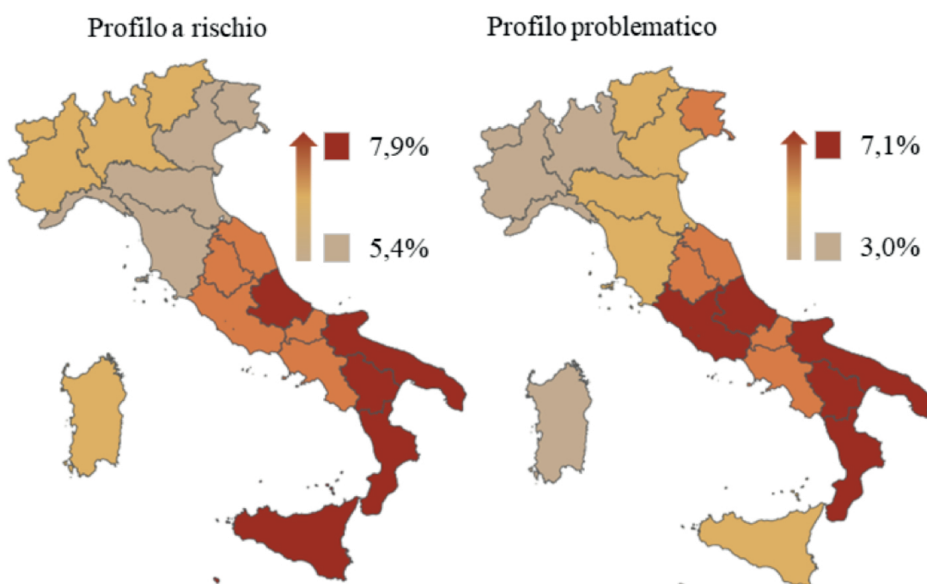 Profilo a rischio
7,9%
5,4%
Profilo problematico
7,1%
3,0%